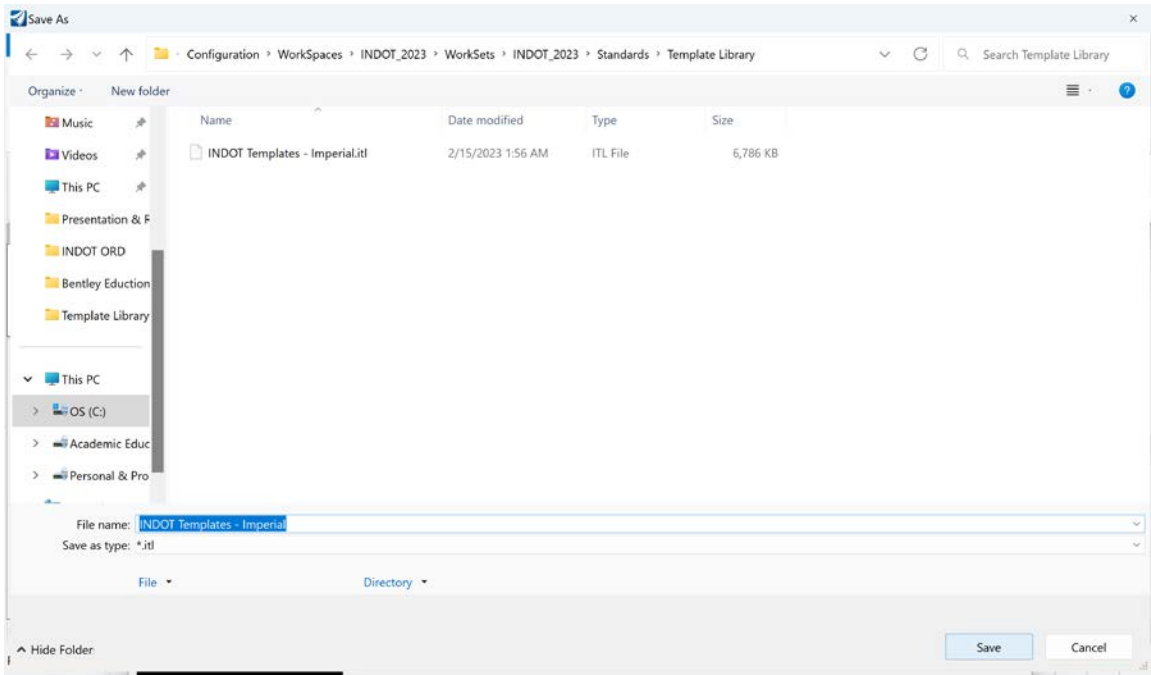 Save As
Configuration › WorkSpaces › INDOT_2023 › WorkSets › INDOT_2023 › Standards › Template Library
Search Template Library
Organize
New folder
Name
Date modified
Type
Size
INDOT Templates - Imperial.itl
2/15/2023 1:56 AM
ITL File
6,786 KB
Music
Videos
This PC
Presentation & R
INDOT ORD
Bentley Eduction
Template Library
This PC
OS (C:)
Academic Educ
Personal & Pro
File name: INDOT Templates - Imperial
Save as type: *.itl
File
Directory
Hide Folder
Save
Cancel